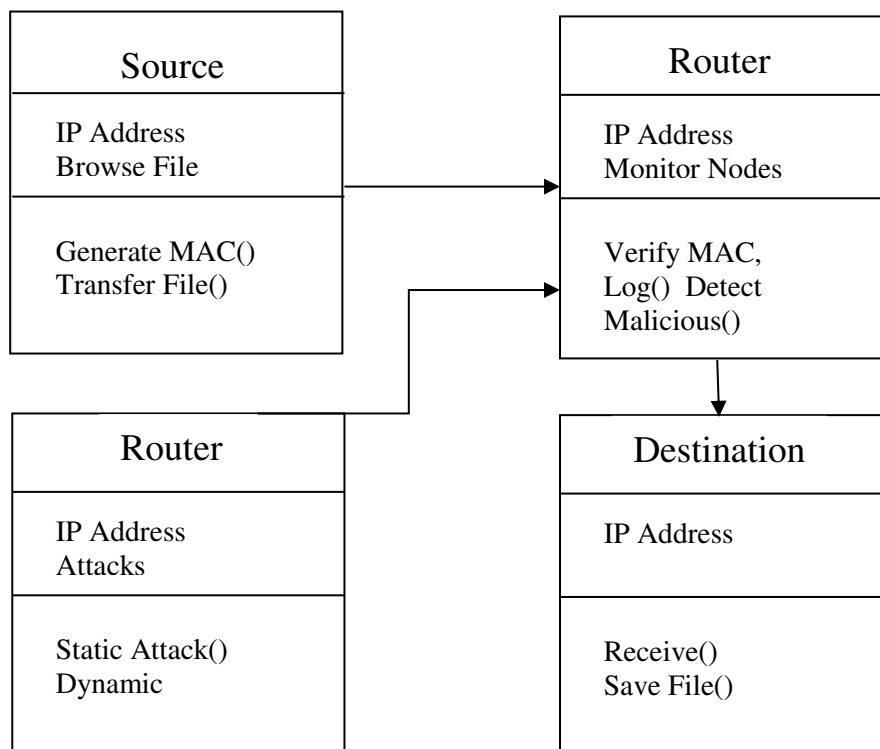 Source
IP Address
Browse File
Generate MAC()
Transfer File()
Router
IP Address
Monitor Nodes
Verify MAC,
Log() Detect
Malicious()
Router
IP Address
Attacks
Static Attack()
Dynamic
Destination
IP Address
Receive()
Save File()